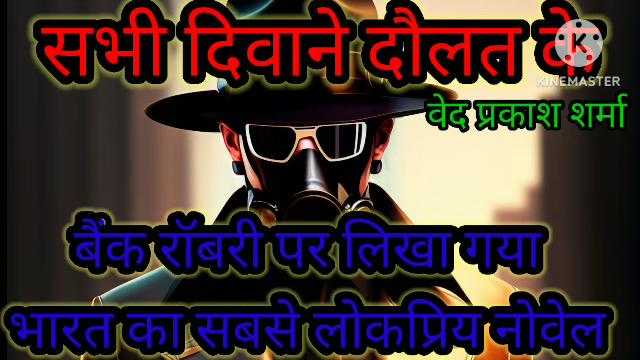 सभी दिवाने दौलत के
KINEMASTER
वेद प्रकाश शर्मा
बैंक रॉबरी पर लिखा गया
भारत का सबसे लोकप्रिय नोवेल